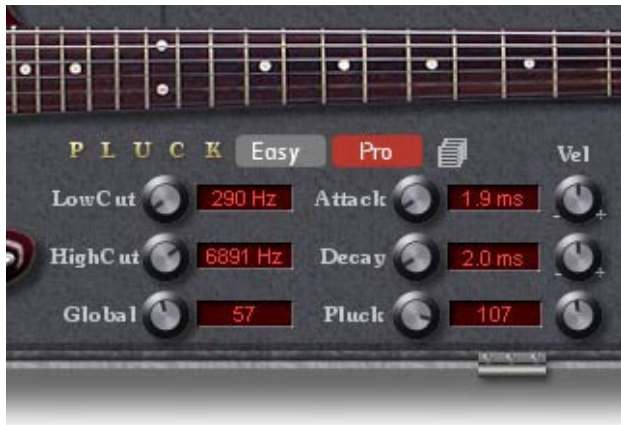 P L U C K Easy Pro Vel
LowCut 290 Hz Attack 1.9 ms - +
HighCut 6891 Hz Decay 2.0 ms - +
Global 57 Pluck 107